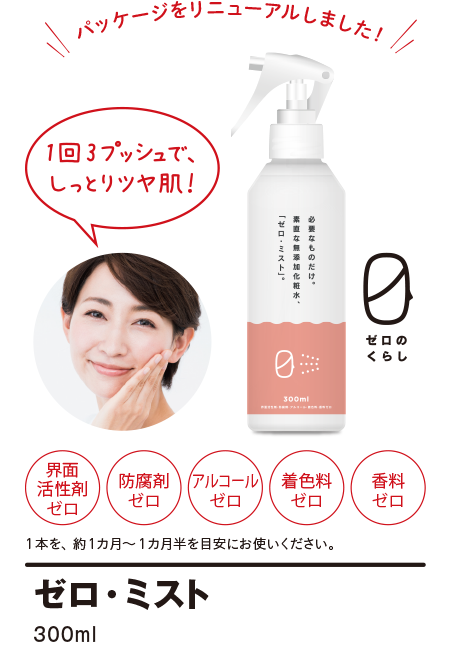 パッケージをリニューアルしました！
1回3プッシュで、
しっとりツヤ肌！
必要なものだけ。
素直な無添加化粧水、
「ゼロ・ミスト」。
300ml
ゼロの
くらし
界面
活性剤
ゼロ
防腐剤
ゼロ
アルコール
ゼロ
着色料
ゼロ
香料
ゼロ
1本を、約1カ月〜1カ月半を目安にお使いください。
ゼロ・ミスト
300ml